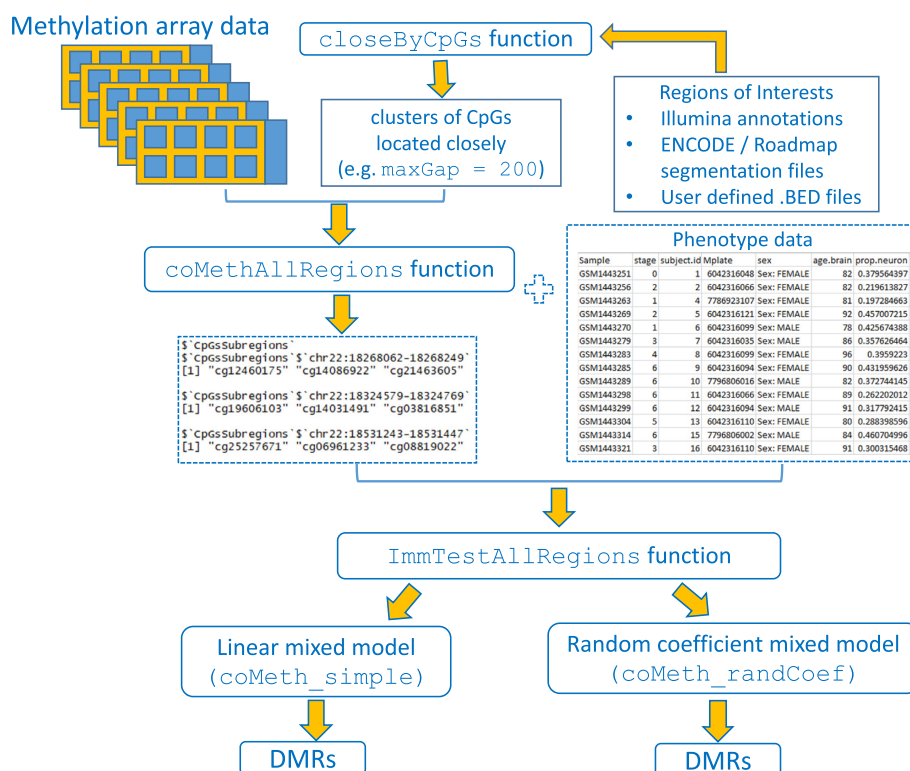 Methylation array data
closeByCpGs function
clusters of CpGs
located closely
(e.g. maxGap = 200)
Regions of Interests
• Illumina annotations
• ENCODE / Roadmap
segmentation files
• User defined .BED files
coMethAllRegions function
$`CpGsSubregions`
$`CpGsSubregions`$`chr22:18268062-18268249`
[1] "cg12460175" "cg14086922" "cg21463605"
$`CpGsSubregions`$`chr22:18324579-18324769`
[1] "cg19606103" "cg14031491" "cg03816851"
$`CpGsSubregions`$`chr22:18531243-18531447`
[1] "cg25257671" "cg06961233" "cg08819022"
Phenotype data
Sample stage subject.id Mplate sex age.brain prop.neuron
GSM1443251 0 1 6042316048 Sex: FEMALE 82 0.379564397
GSM1443256 2 2 6042316066 Sex: FEMALE 82 0.219613827
GSM1443263 1 4 7786923107 Sex: FEMALE 81 0.197284663
GSM1443269 2 5 6042316121 Sex: FEMALE 92 0.457007215
GSM1443270 1 6 6042316099 Sex: MALE 78 0.425674388
GSM1443279 3 7 6042316035 Sex: MALE 86 0.357626464
GSM1443283 4 8 6042316099 Sex: FEMALE 96 0.3959223
GSM1443285 6 9 6042316094 Sex: FEMALE 90 0.431959626
GSM1443289 6 10 7796806016 Sex: MALE 82 0.372744145
GSM1443298 6 11 6042316066 Sex: FEMALE 89 0.262202012
GSM1443299 6 12 6042316094 Sex: MALE 91 0.317792415
GSM1443304 5 13 6042316110 Sex: FEMALE 80 0.288398596
GSM1443314 6 15 7796806002 Sex: MALE 84 0.460704996
GSM1443321 3 16 6042316110 Sex: FEMALE 91 0.300315468
lmmTestAllRegions function
Linear mixed model
(coMeth_simple)
Random coefficient mixed model
(coMeth_randCoef)
DMRs
DMRs